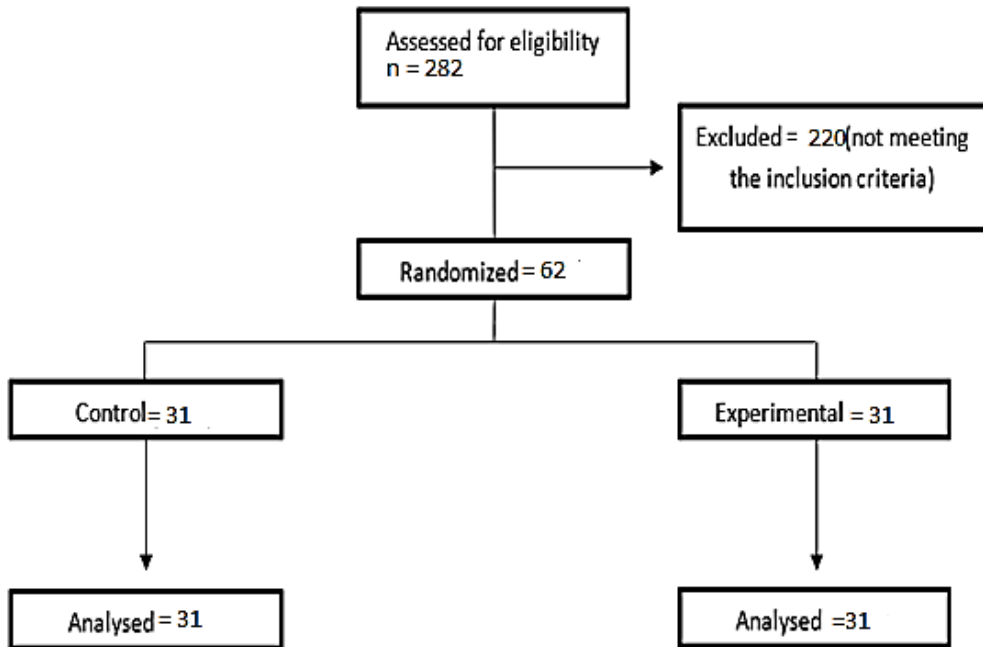 Assessed for eligibility
n = 282
Excluded = 220(not meeting
the inclusion criteria)
Randomized = 62
Control = 31
Experimental = 31
Analysed = 31
Analysed =31